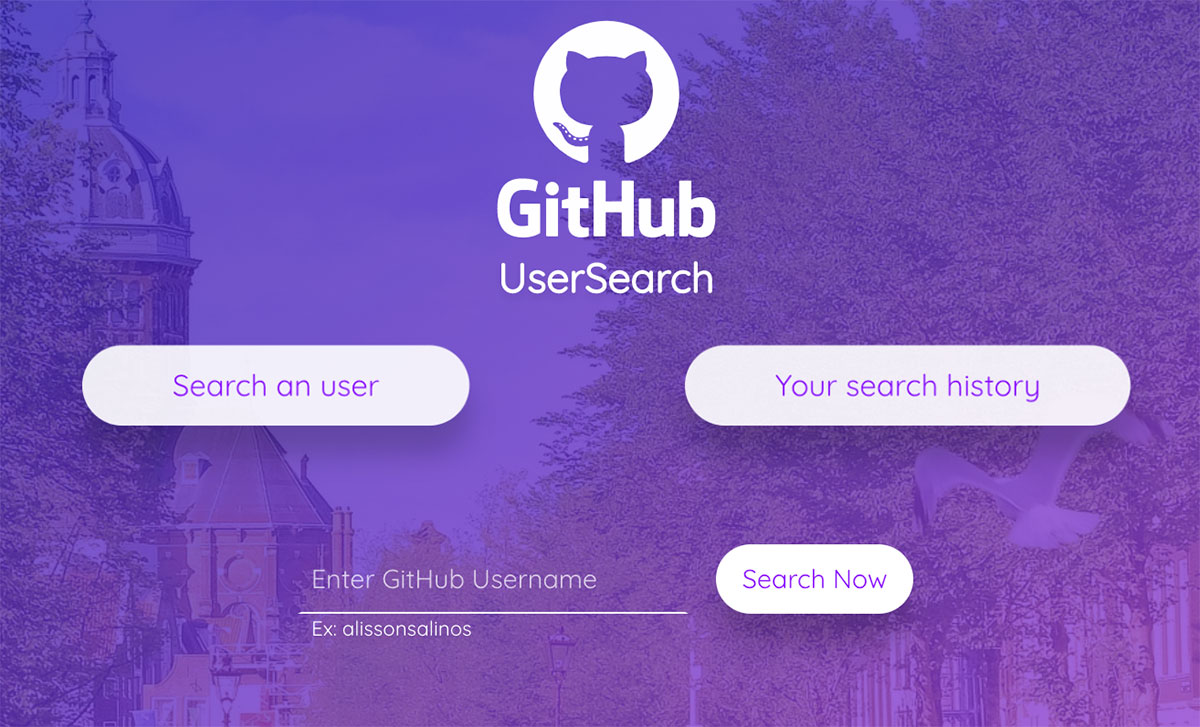 GitHub
UserSearch
Search an user
Your search history
Enter GitHub Username
Search Now
Ex: alissonsalinos